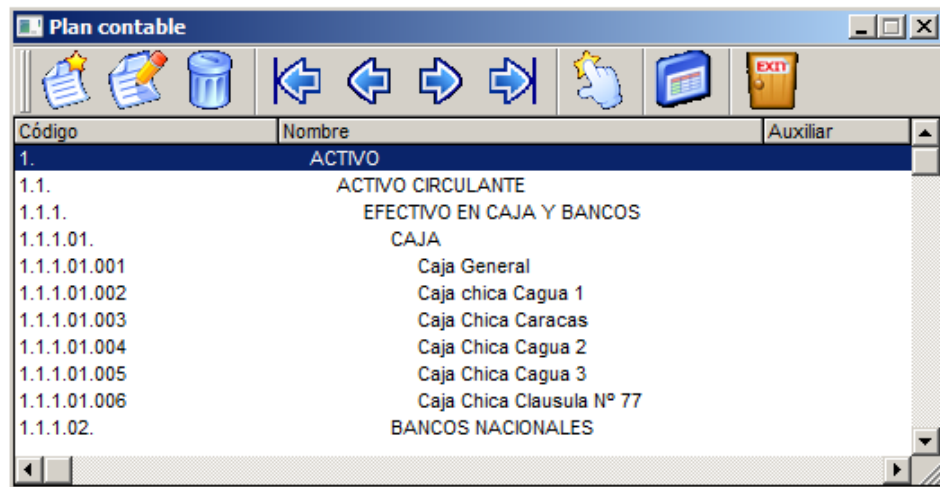 Plan contable
EXIT
Código Nombre Auxiliar
1. ACTIVO
1.1. ACTIVO CIRCULANTE
1.1.1. EFECTIVO EN CAJA Y BANCOS
1.1.1.01. CAJA
1.1.1.01.001 Caja General
1.1.1.01.002 Caja chica Cagua 1
1.1.1.01.003 Caja Chica Caracas
1.1.1.01.004 Caja Chica Cagua 2
1.1.1.01.005 Caja Chica Cagua 3
1.1.1.01.006 Caja Chica Clausula Nº 77
1.1.1.02. BANCOS NACIONALES